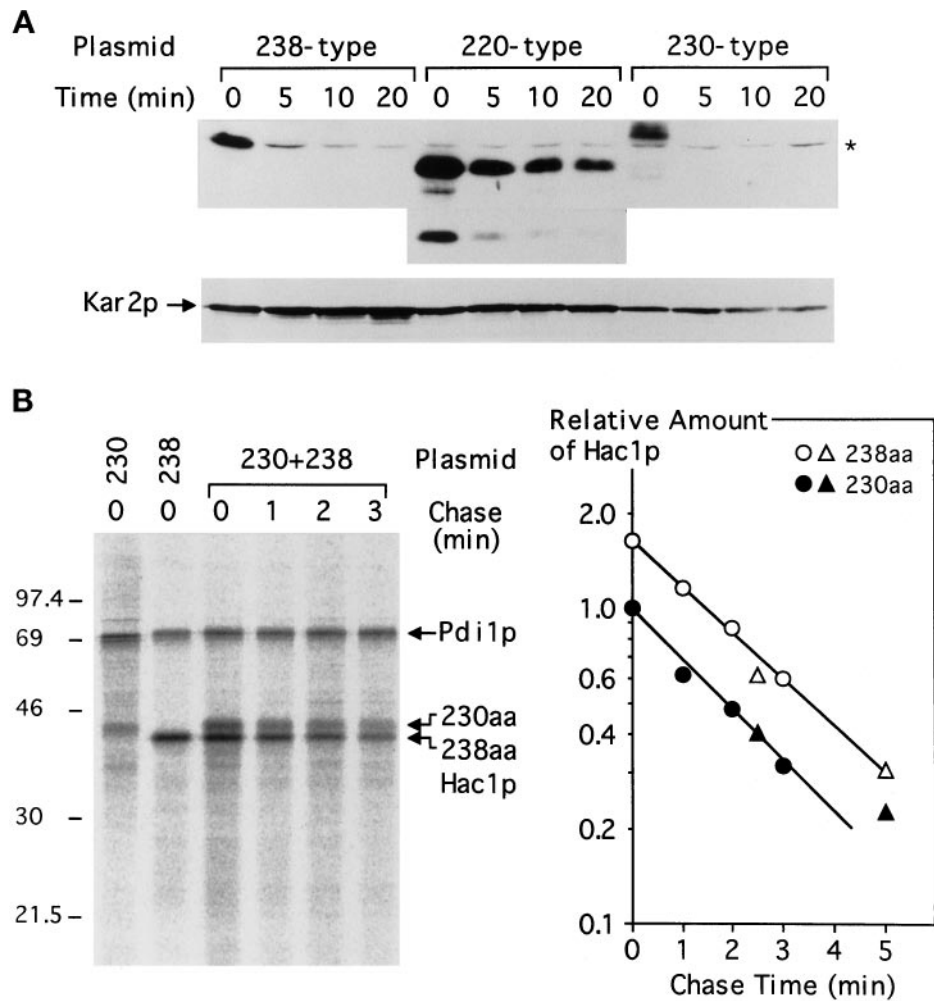 A
Plasmid 238-type 220-type 230-type
Time (min) 0 5 10 20 0 5 10 20 0 5 10 20
*
Kar2p
B
230 238 230+238 Plasmid
0 0 0 1 2 3 Chase (min)
97.4
69
46
30
21.5
Pdi1p
230aa
238aa
Hac1p
Relative Amount
of Hac1p
238aa
230aa
2.0
1.0
0.6
0.4
0.2
0.1
0 1 2 3 5
Chase Time (min)